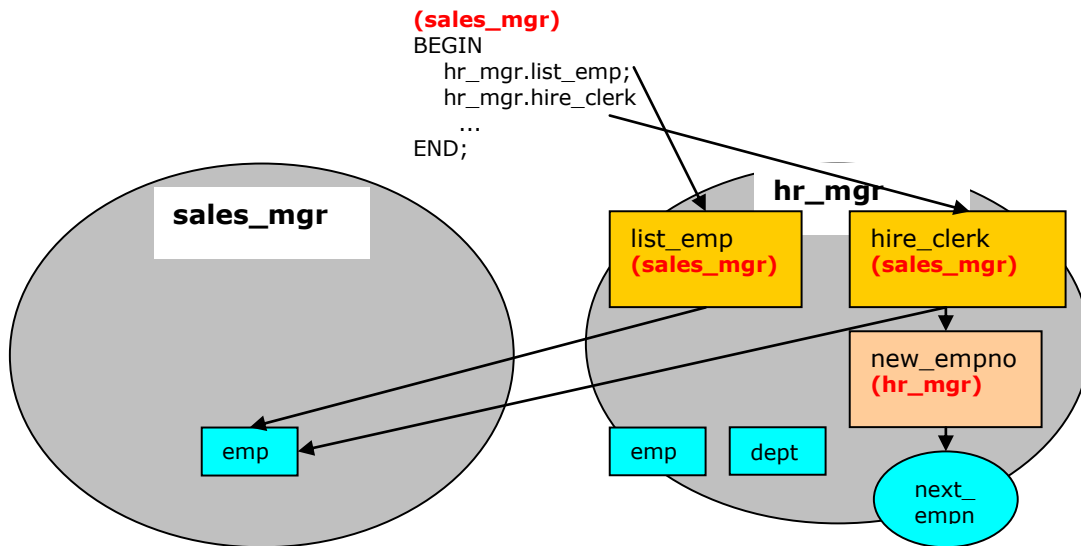 (sales_mgr)
BEGIN
hr_mgr.list_emp;
hr_mgr.hire_clerk
...
END;
sales_mgr
hr_mgr
list_emp
(sales_mgr)
hire_clerk
(sales_mgr)
new_empno
(hr_mgr)
emp
emp
dept
next_
empn